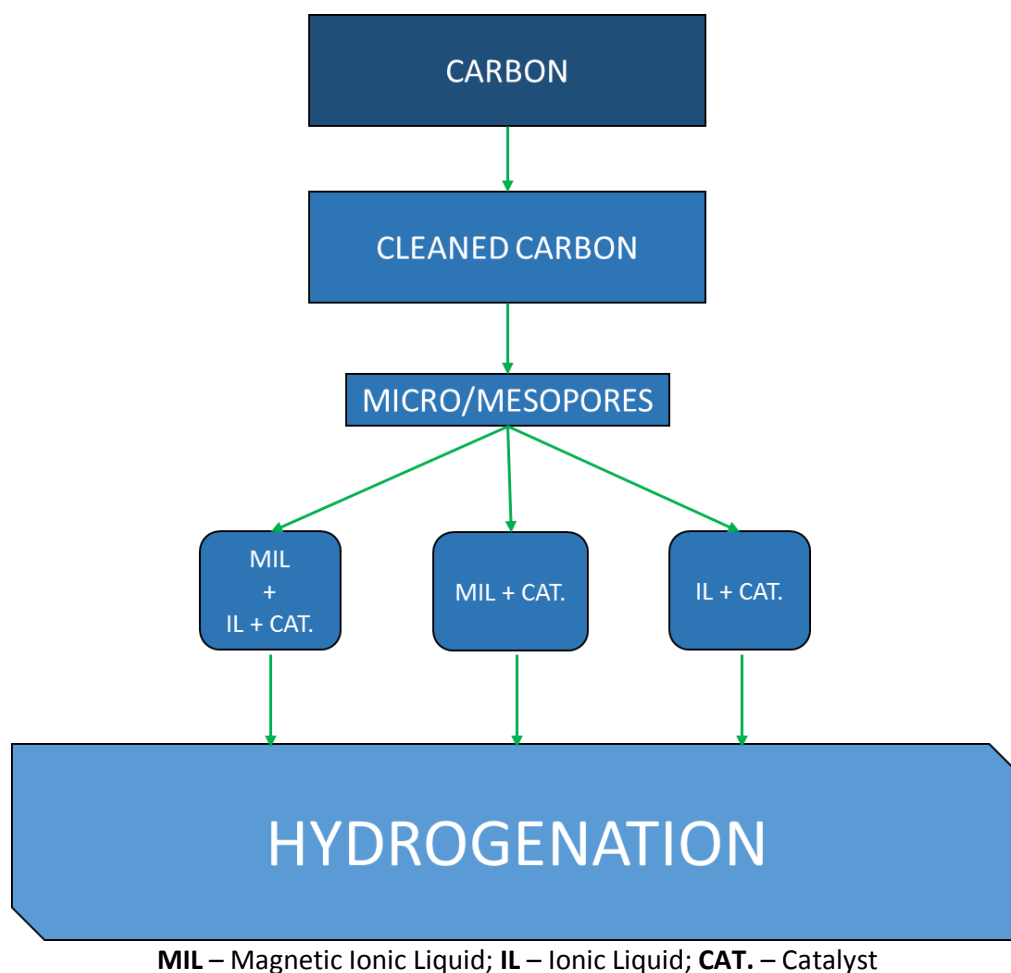 CARBON
CLEANED CARBON
MICRO/MESOPORES
MIL
+
IL + CAT.
MIL + CAT.
IL + CAT.
HYDROGENATION
MIL – Magnetic Ionic Liquid; IL – Ionic Liquid; CAT. – Catalyst